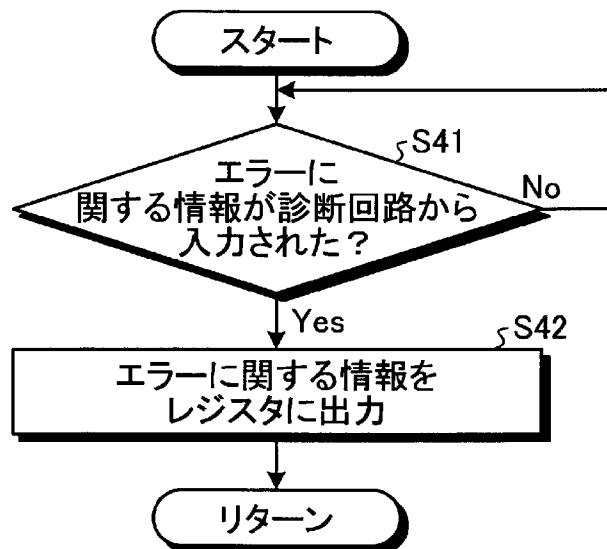 スタート
S41
エラーに
関する情報が診断回路から
入力された？
No
Yes
S42
エラーに関する情報を
レジスタに出力
リターン